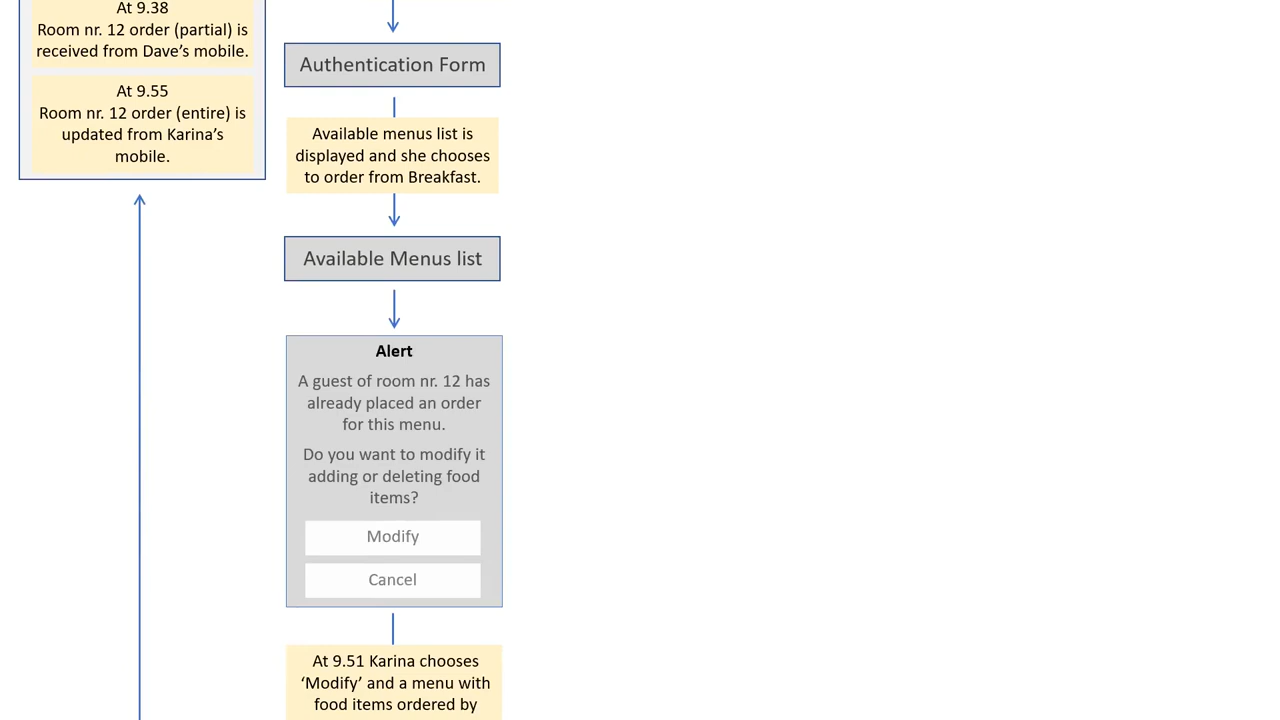 At 9.38
Room nr. 12 order (partial) is
received from Dave's mobile.
At 9.55
Room nr. 12 order (entire) is
updated from Karina's
mobile.
Authentication Form
Available menus list is
displayed and she chooses
to order from Breakfast.
Available Menus list
Alert
A guest of room nr. 12 has
already placed an order
for this menu.
Do you want to modify it
adding or deleting food
items?
Modify
Cancel
At 9.51 Karina chooses
‘Modify’ and a menu with
food items ordered by